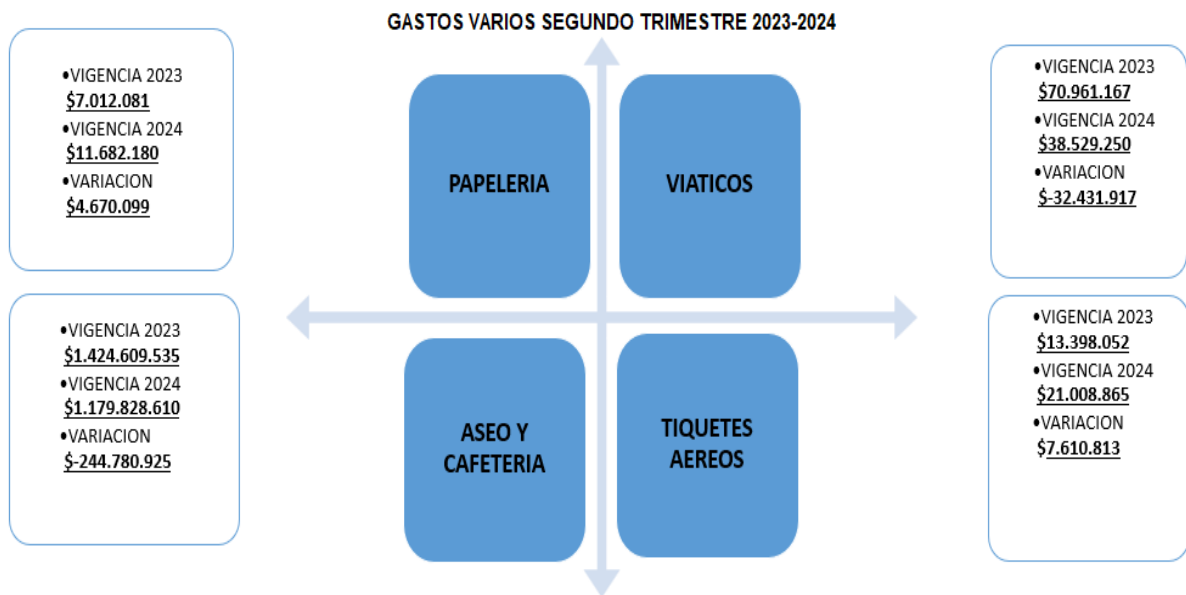 GASTOS VARIOS SEGUNDO TRIMESTRE 2023-2024
•VIGENCIA 2023
$7.012.081
•VIGENCIA 2024
$11.682.180
•VARIACION
$4.670.099
PAPELERIA
VIATICOS
•VIGENCIA 2023
$70.961.167
•VIGENCIA 2024
$38.529.250
•VARIACION
$-32.431.917
•VIGENCIA 2023
$1.424.609.535
•VIGENCIA 2024
$1.179.828.610
•VARIACION
$-244.780.925
ASEO Y
CAFETERIA
TIQUETES
AEREOS
•VIGENCIA 2023
$13.398.052
•VIGENCIA 2024
$21.008.865
•VARIACION
$7.610.813